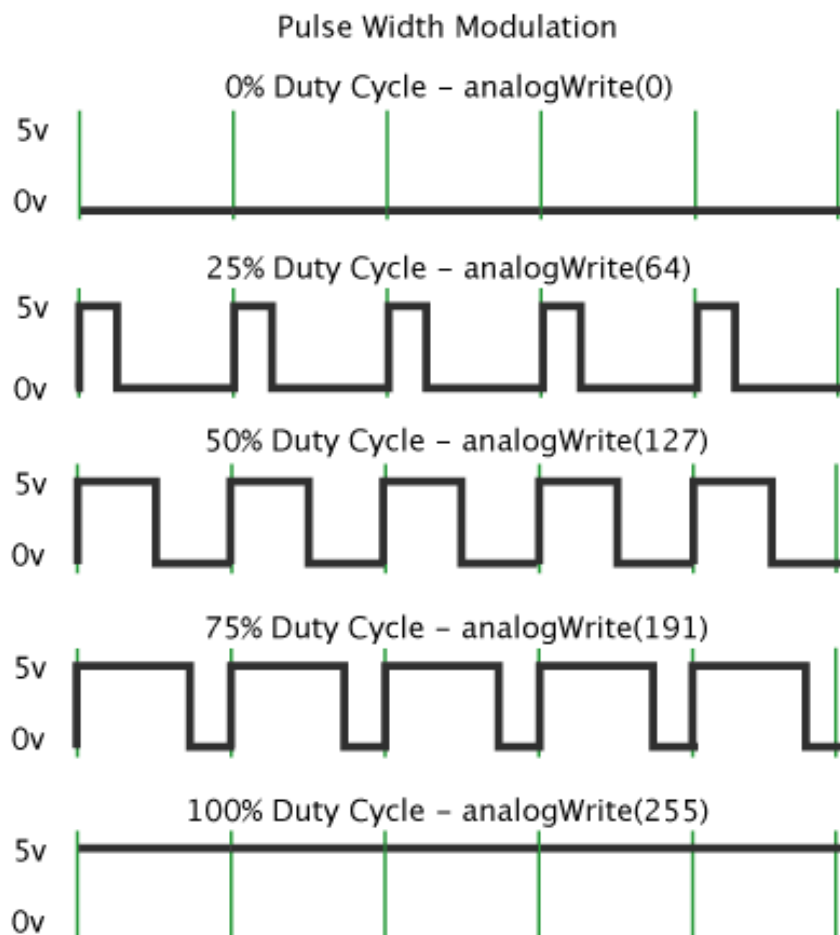 Pulse Width Modulation
0% Duty Cycle – analogWrite(0)
5v
0v
25% Duty Cycle – analogWrite(64)
5v
0v
50% Duty Cycle – analogWrite(127)
5v
0v
75% Duty Cycle – analogWrite(191)
5v
0v
100% Duty Cycle – analogWrite(255)
5v
0v